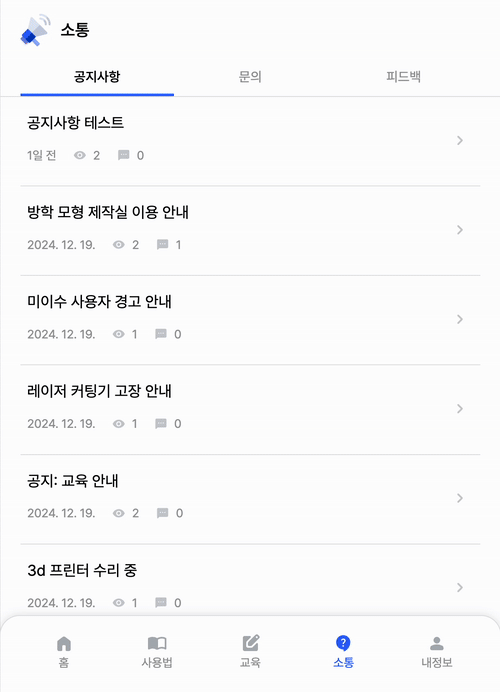 소통
공지사항 문의 피드백
공지사항 테스트
1일 전 2 0
방학 모형 제작실 이용 안내
2024. 12. 19. 2 1
미이수 사용자 경고 안내
2024. 12. 19. 1 0
레이저 커팅기 고장 안내
2024. 12. 19. 1 0
공지: 교육 안내
2024. 12. 19. 2 0
3d 프린터 수리 중
2024. 12. 19. 1 0
홈 사용법 교육 소통 내정보